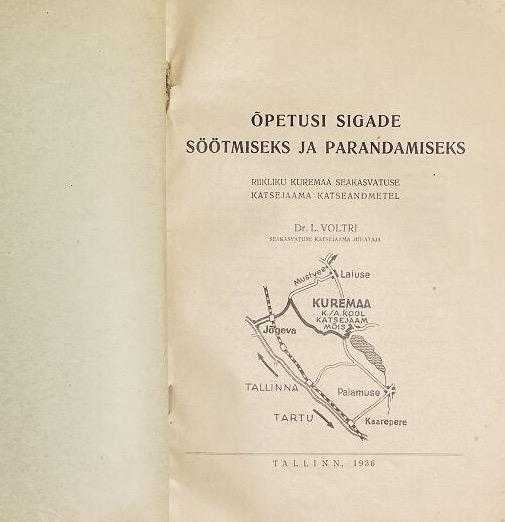 ÕPETUSI SIGADE
SÖÖTMISEKS JA PARANDAMISEKS
RIIKLIKU KUREMAA SEAKASVATUSE
KATSEJAAMA KATSEANDMETEL
Dr. L. VOLTRI
SEAKASVATUSE KATSEJAAMA JUHATAJA
Mustvee
Laiuse
KUREMAA
K./A. KOOL
KATSEJAAM
MÕIS
Jõgeva
TALLINNA
Palamuse
TARTU
Kaarepere
TALLINN, 1936